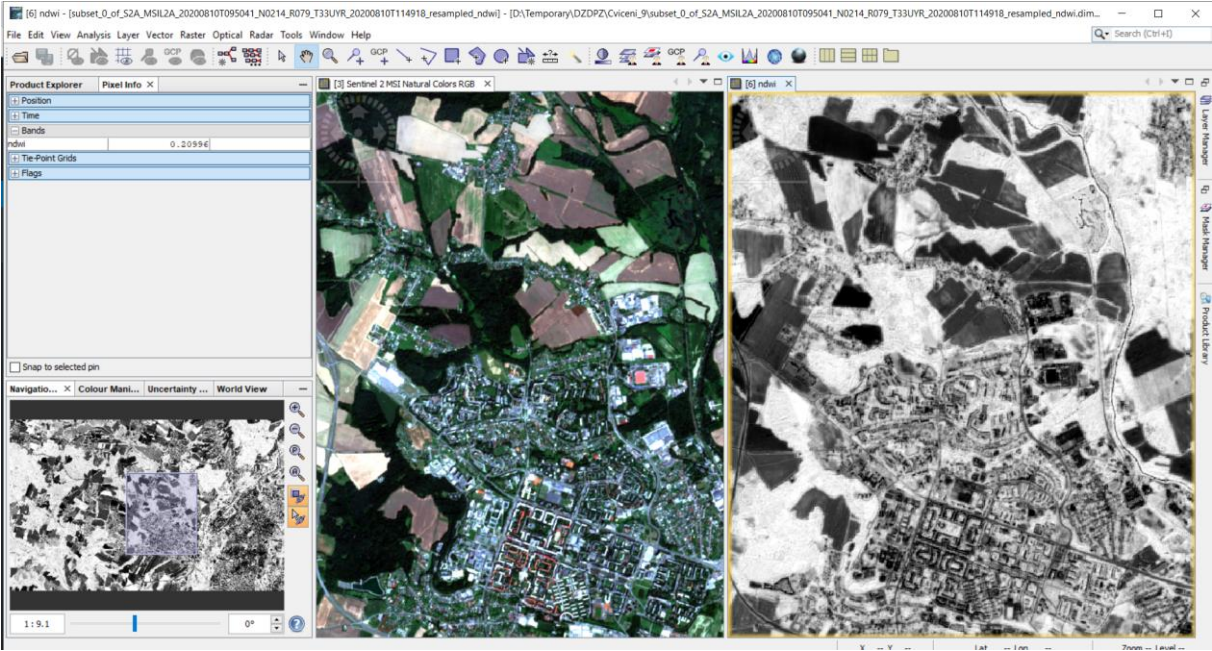 [6] ndwi - [subset_0_of_S2A_MSIL2A_20200810T095041_N0214_R079_T33UYR_20200810T114918_resampled_ndwi] - [D:\Temporary\DZDPZ\Cviceni_9\subset_0_of_S2A_MSIL2A_20200810T095041_N0214_R079_T33UYR_20200810T114918_resampled_ndwi.dim...
File Edit View Analysis Layer Vector Raster Optical Radar Tools Window Help
Search (Ctrl+I)
GCP GCP GCP
Product Explorer Pixel Info
[3] Sentinel 2 MSI Natural Colors RGB
[6] ndwi
Position
Time
Bands
ndwi 0.20996
Tie-Point Grids
Flags
Layer Manager
Mask Manager
Product Library
Snap to selected pin
Navigatio... Colour Mani... Uncertainty ... World View
1:9.1 0°
X -- Y -- Lat -- Lon -- Zoom -- Level --